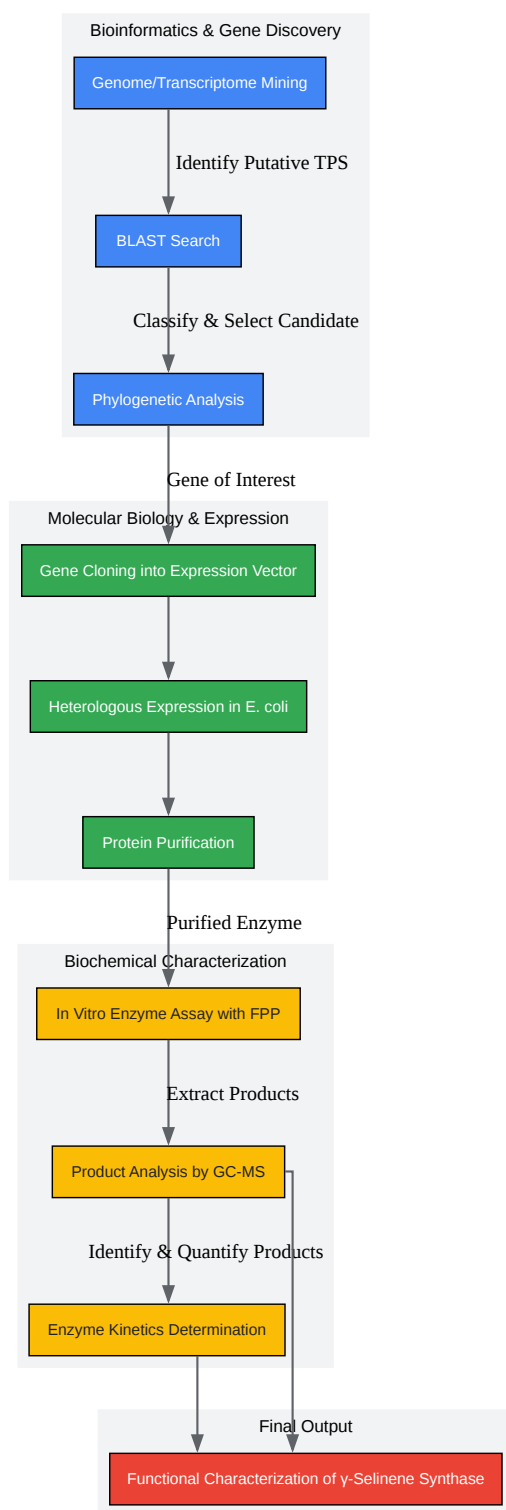 Bioinformatics & Gene Discovery
Genome/Transcriptome Mining
Identify Putative TPS
BLAST Search
Classify & Select Candidate
Phylogenetic Analysis
Gene of Interest
Molecular Biology & Expression
Gene Cloning into Expression Vector
Heterologous Expression in E. coli
Protein Purification
Purified Enzyme
Biochemical Characterization
In Vitro Enzyme Assay with FPP
Extract Products
Product Analysis by GC-MS
Identify & Quantify Products
Enzyme Kinetics Determination
Final Output
Functional Characterization of γ-Selinene Synthase